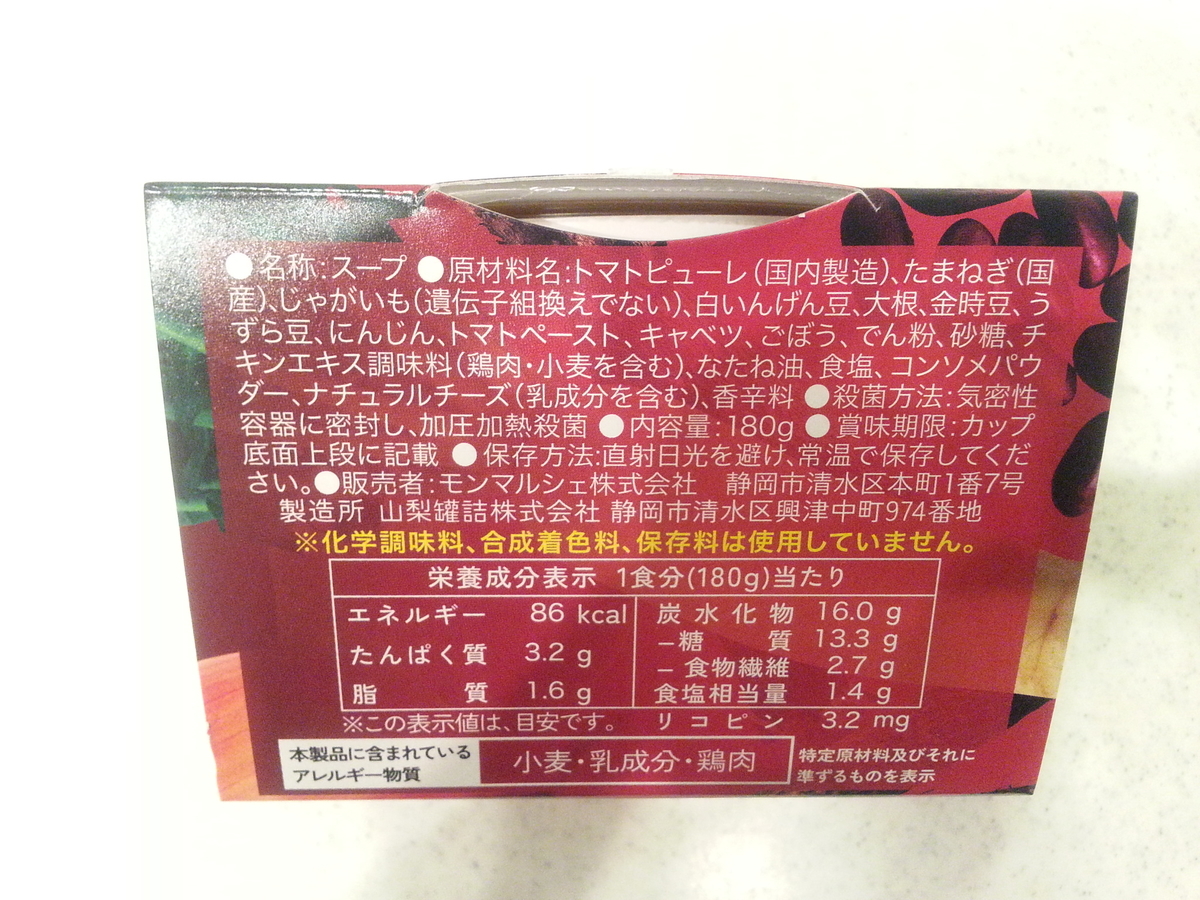 ●名称:スープ ●原材料名:トマトピューレ(国内製造)、たまねぎ(国
産)、じゃがいも(遺伝子組換えでない)、白いんげん豆、大根、金時豆、う
ずら豆、にんじん、トマトペースト、キャベツ、ごぼう、でん粉、砂糖、チ
キンエキス調味料(鶏肉・小麦を含む)、なたね油、食塩、コンソメパウ
ダー、ナチュラルチーズ(乳成分を含む)、香辛料 ●殺菌方法:気密性
容器に密封し、加圧加熱殺菌 ●内容量:180g ●賞味期限:カップ
底面上段に記載 ●保存方法:直射日光を避け、常温で保存してくだ
さい。●販売者:モンマルシェ株式会社 静岡市清水区本町1番7号
製造所 山梨罐詰株式会社 静岡市清水区興津中町974番地
※化学調味料、合成着色料、保存料は使用していません。
栄養成分表示 1食分(180g)当たり
エネルギー 86 kcal
たんぱく質 3.2 g
脂質 1.6 g
炭水化物 16.0 g
−糖質 13.3 g
−食物繊維 2.7 g
食塩相当量 1.4 g
※この表示値は、目安です。 リコピン 3.2 mg
本製品に含まれている
アレルギー物質
小麦・乳成分・鶏肉
特定原材料及びそれに
準ずるものを表示